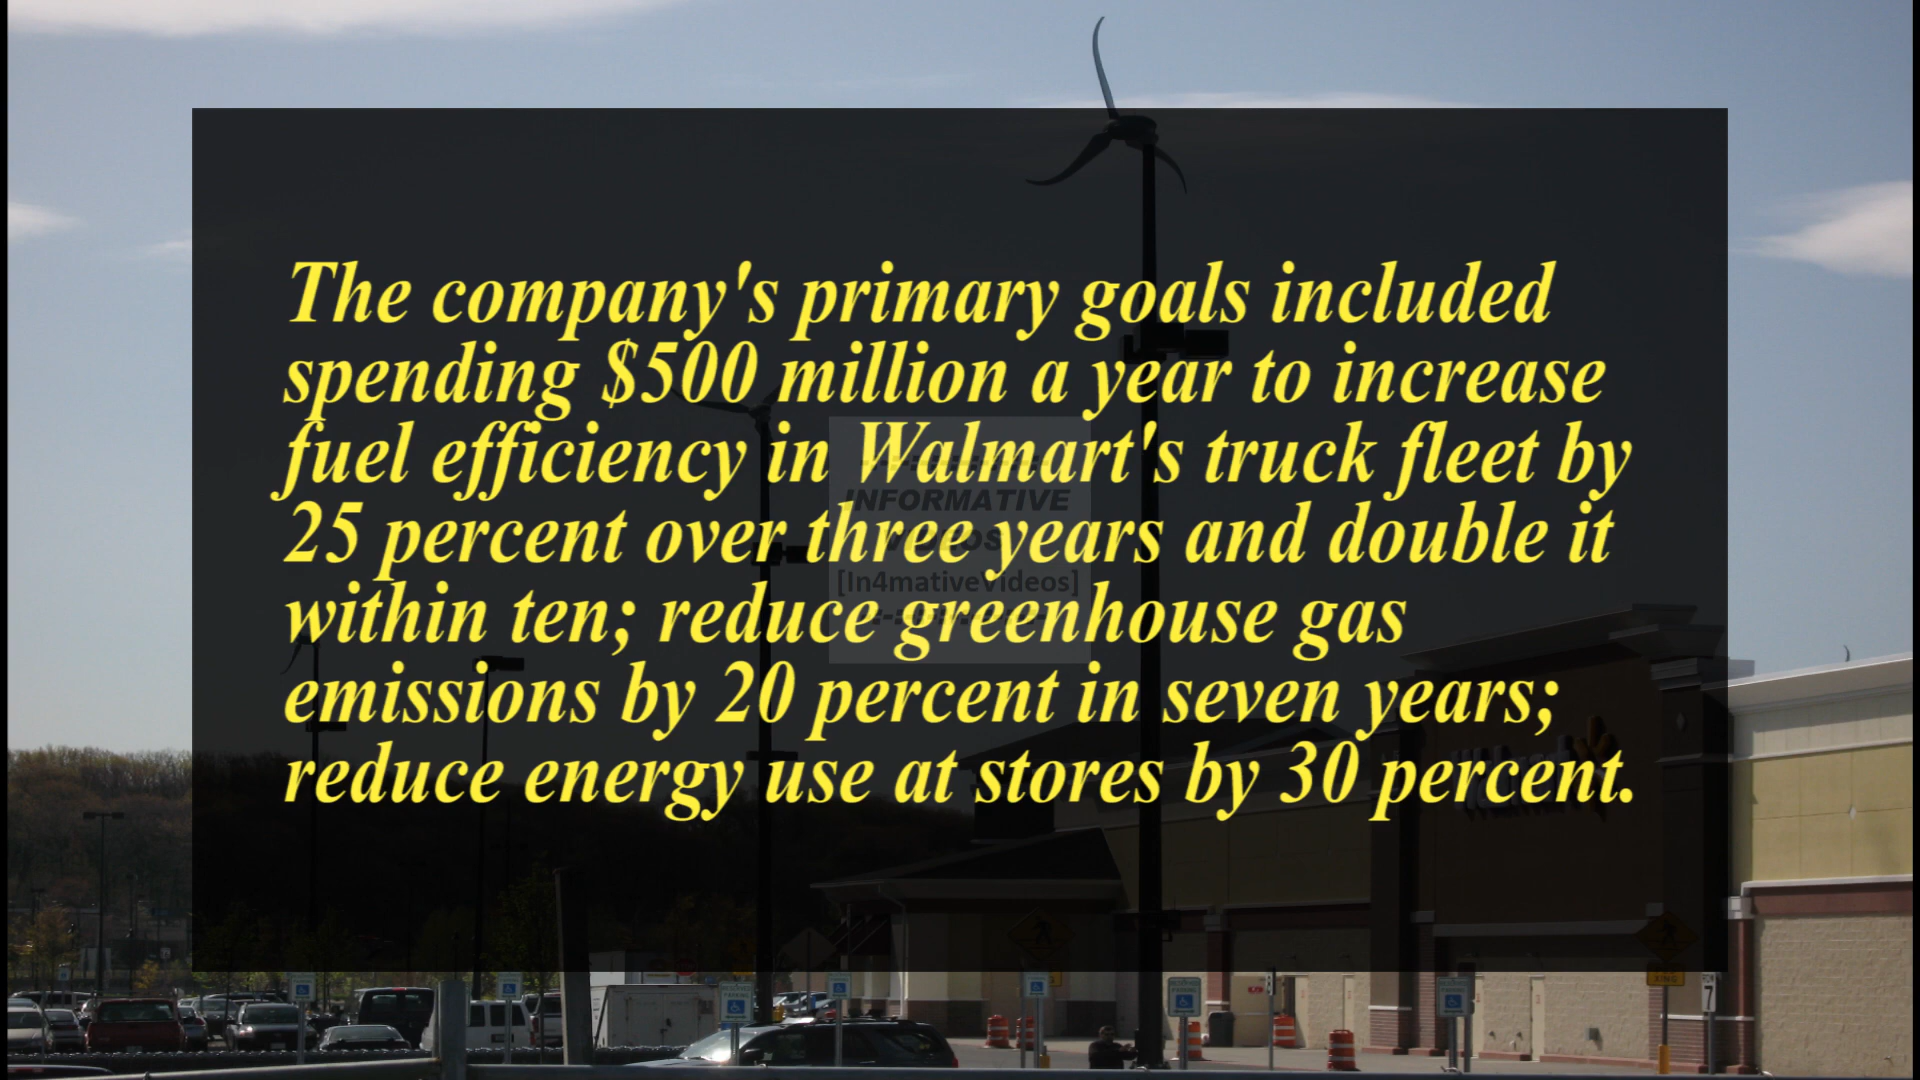 The company's primary goals included
spending $500 million a year to increase
fuel efficiency in Walmart's truck fleet by
25 percent over three years and double it
within ten; reduce greenhouse gas
emissions by 20 percent in seven years;
reduce energy use at stores by 30 percent.
INFORMATIVE
VIDEOS
[In4mativeVideos]
XING